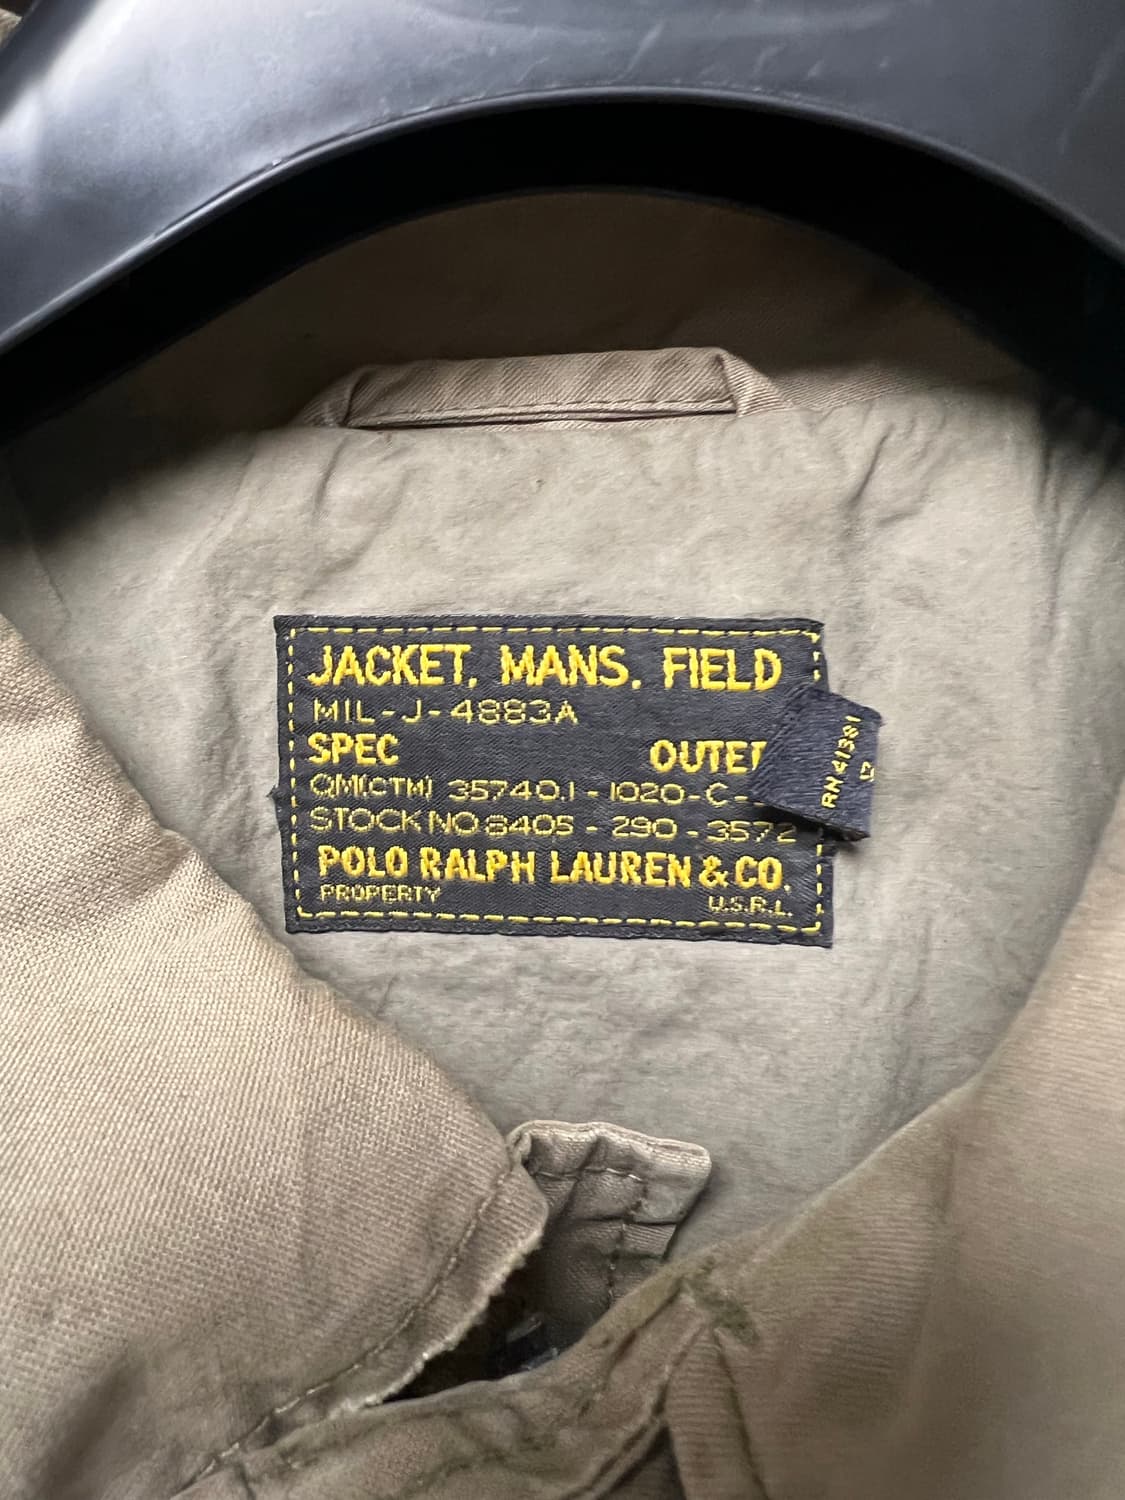 JACKET, MANS, FIELD
MIL-J-4883A
SPEC
QM(CTM) 35740.1-1020-C-
STOCK NO 8405-290-3572
POLO RALPH LAUREN & CO.
PROPERTY U.S.R.L.
RN 41381